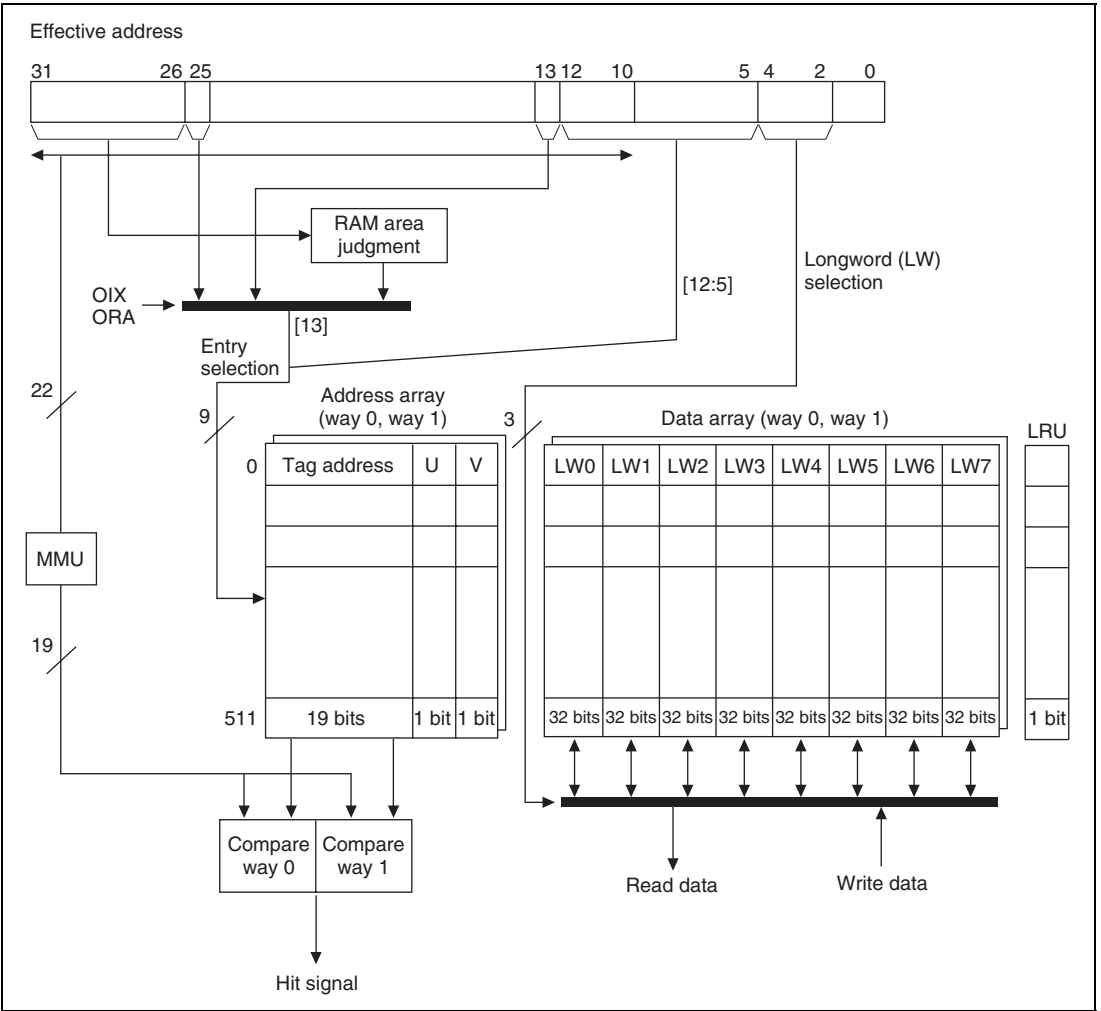 Effective address
31 26 25 13 12 10 5 4 2 0
RAM area
judgment
Longword (LW)
selection
[12:5]
OIX
ORA
[13]
Entry
selection
22
9
Address array
(way 0, way 1)
3
Data array (way 0, way 1)
LRU
0 Tag address U V
LW0 LW1 LW2 LW3 LW4 LW5 LW6 LW7
MMU
19
511 19 bits 1 bit 1 bit
32 bits 32 bits 32 bits 32 bits 32 bits 32 bits 32 bits 32 bits
1 bit
Compare
way 0
Compare
way 1
Read data
Write data
Hit signal